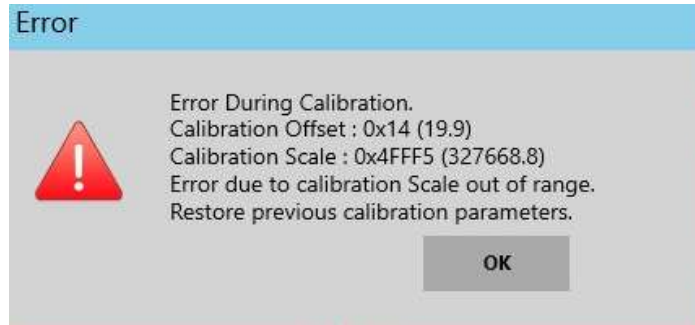 Error
Error During Calibration.
Calibration Offset : 0x14 (19.9)
Calibration Scale : 0x4FFF5 (327668.8)
Error due to calibration Scale out of range.
Restore previous calibration parameters.
OK